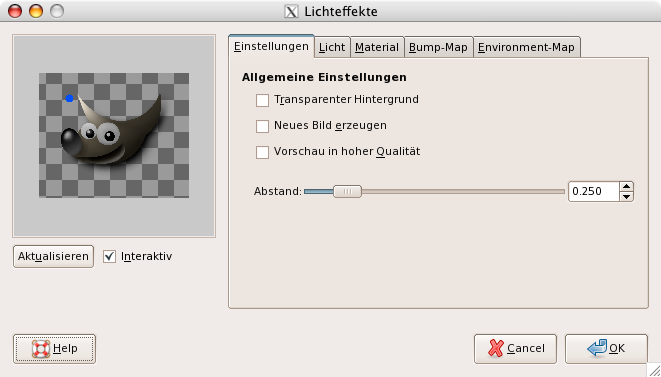 Lichteffekte
Einstellungen Licht Material Bump-Map Environment-Map
Allgemeine Einstellungen
Transparenter Hintergrund
Neues Bild erzeugen
Vorschau in hoher Qualität
Abstand: 0.250
Aktualisieren Interaktiv
Help Cancel OK